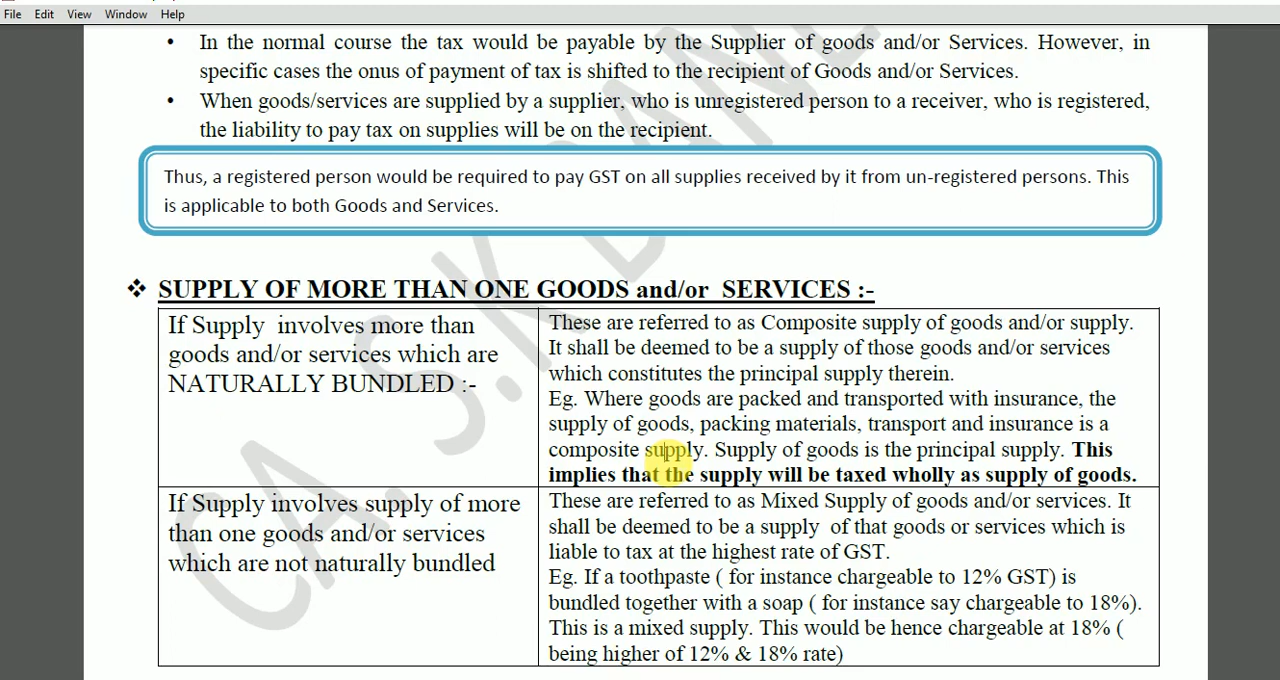 File Edit View Window Help
• In the normal course the tax would be payable by the Supplier of goods and/or Services. However, in
specific cases the onus of payment of tax is shifted to the recipient of Goods and/or Services.
• When goods/services are supplied by a supplier, who is unregistered person to a receiver, who is registered,
the liability to pay tax on supplies will be on the recipient.
Thus, a registered person would be required to pay GST on all supplies received by it from un-registered persons. This
is applicable to both Goods and Services.
❖ SUPPLY OF MORE THAN ONE GOODS and/or SERVICES :-
If Supply involves more than
goods and/or services which are
NATURALLY BUNDLED :-
These are referred to as Composite supply of goods and/or supply.
It shall be deemed to be a supply of those goods and/or services
which constitutes the principal supply therein.
Eg. Where goods are packed and transported with insurance, the
supply of goods, packing materials, transport and insurance is a
composite supply. Supply of goods is the principal supply. This
implies that the supply will be taxed wholly as supply of goods.
If Supply involves supply of more
than one goods and/or services
which are not naturally bundled
These are referred to as Mixed Supply of goods and/or services. It
shall be deemed to be a supply of that goods or services which is
liable to tax at the highest rate of GST.
Eg. If a toothpaste ( for instance chargeable to 12% GST) is
bundled together with a soap ( for instance say chargeable to 18%).
This is a mixed supply. This would be hence chargeable at 18% (
being higher of 12% & 18% rate)
CA. S.K